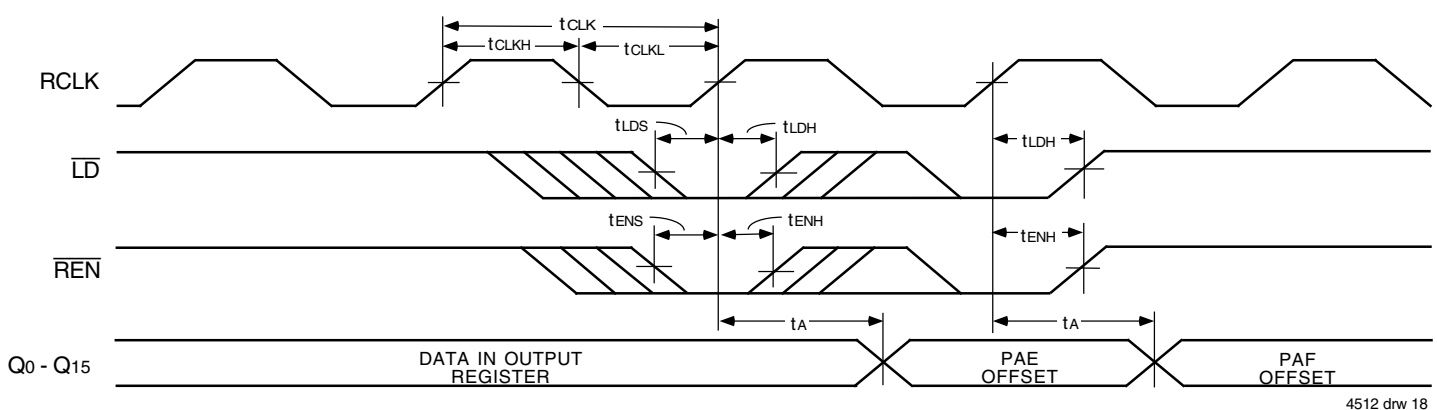 tCLK
tCLKH
tCLKL
RCLK
tLDS
tLDH
tLDH
LD
tENS
tENH
tENH
REN
tA
tA
Q0 - Q15
DATA IN OUTPUT
REGISTER
PAE
OFFSET
PAF
OFFSET
4512 drw 18